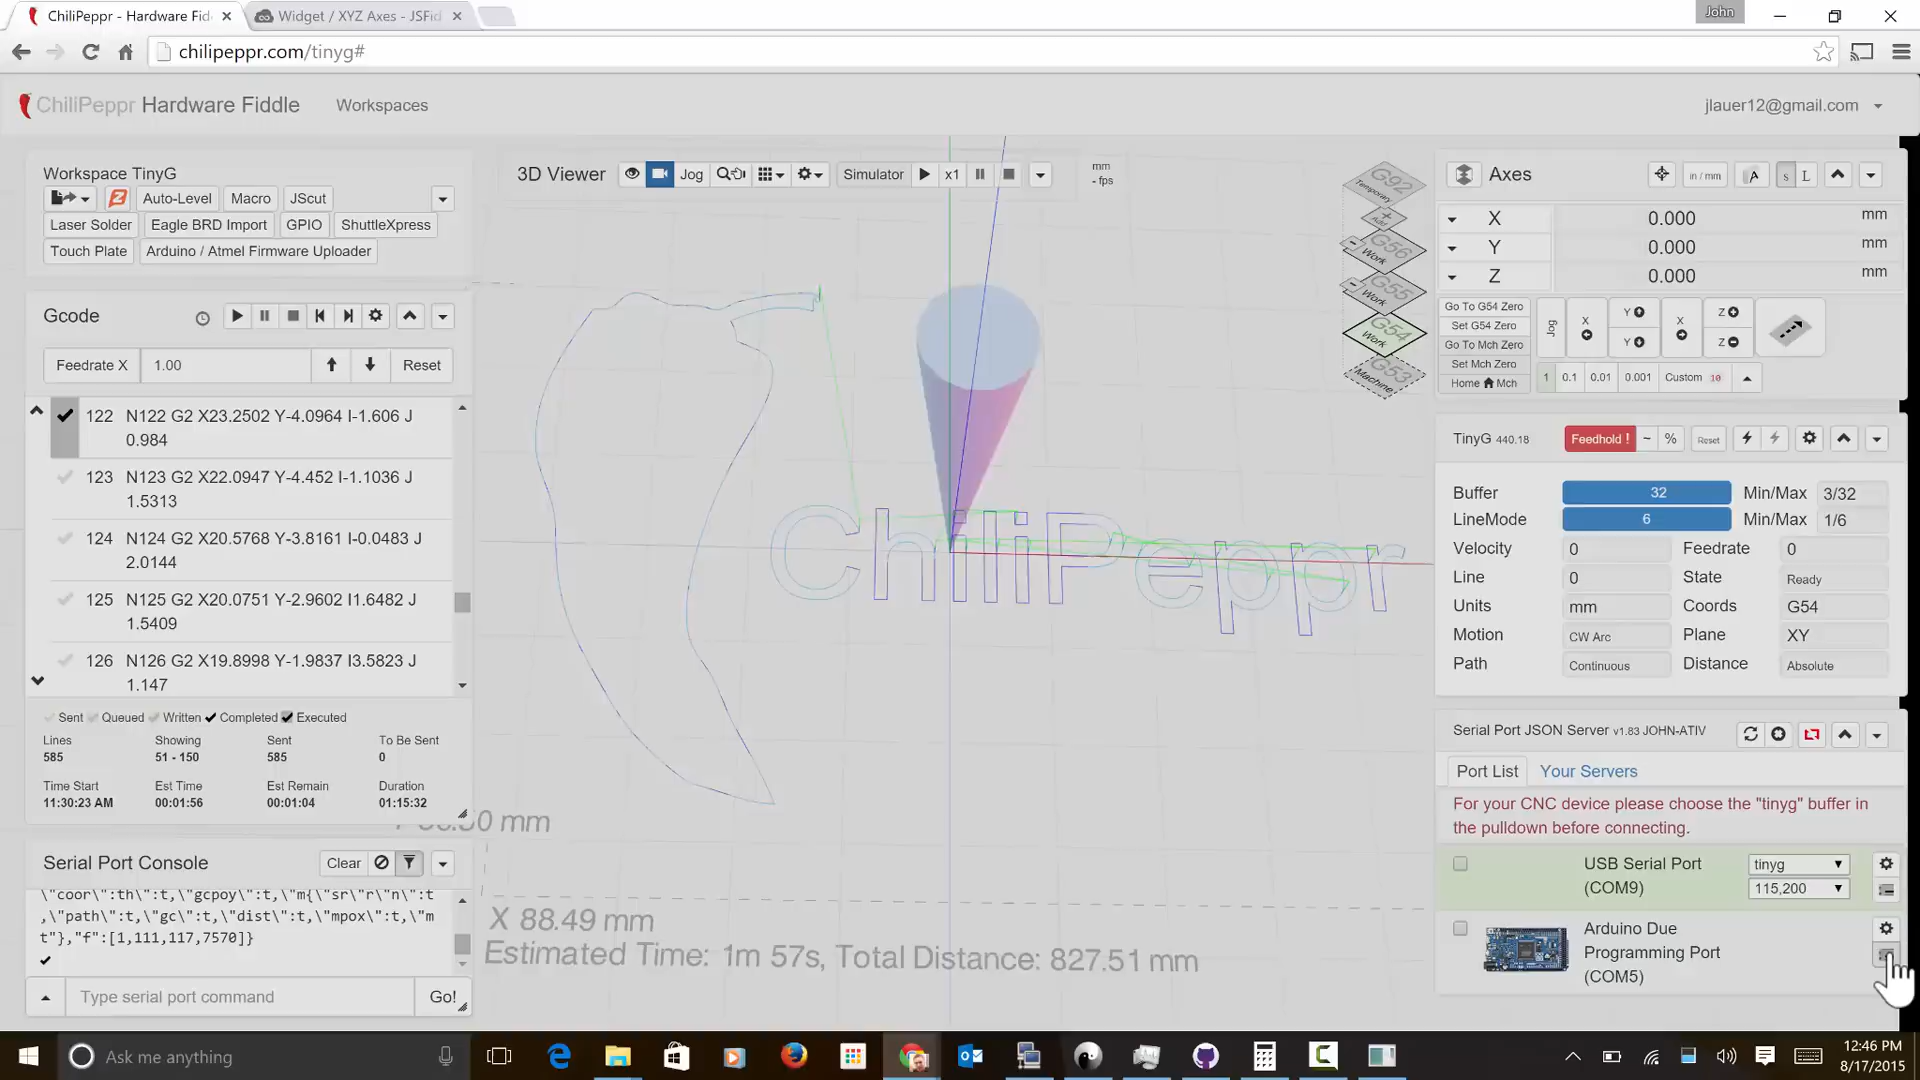 ChiliPeppr - Hardware Fid
Widget / XYZ Axes - JSFid
John
chilipeppr.com/tinyg#
ChiliPeppr Hardware Fiddle
Workspaces
jlauer12@gmail.com
Workspace TinyG
Auto-Level
Macro
JScut
Laser Solder
Eagle BRD Import
GPIO
ShuttleXpress
Touch Plate
Arduino / Atmel Firmware Uploader
Gcode
Feedrate X
1.00
Reset
122 N122 G2 X23.2502 Y-4.0964 I-1.606 J
0.984
123 N123 G2 X22.0947 Y-4.452 I-1.1036 J
1.5313
124 N124 G2 X20.5768 Y-3.8161 I-0.0483 J
2.0144
125 N125 G2 X20.0751 Y-2.9602 I1.6482 J
1.5409
126 N126 G2 X19.8998 Y-1.9837 I3.5823 J
1.147
Sent Queued Written Completed Executed
Lines Showing Sent To Be Sent
585 51 - 150 585 0
Time Start Est Time Est Remain Duration
11:30:23 AM 00:01:56 00:01:04 01:15:32
Serial Port Console
Clear
\"coor\":th\":t,\"gcpoy\":t,\"m{\"sr\"r\"n\":t
,\"path\":t,\"gc\":t,\"dist\":t,\"mpox\":t,\"m
t"},"f":[1,111,117,7570]}
Type serial port command
Go!
3D Viewer
Jog
Simulator
x1
mm
- fps
ChiliPeppr
mm
X 88.49 mm
Estimated Time: 1m 57s, Total Distance: 827.51 mm
G92
Temporary
Add
G56
Work
G55
Work
G54
Work
G53
Machine
Axes
in / mm
A
s
L
X 0.000 mm
Y 0.000 mm
Z 0.000 mm
Go To G54 Zero
Set G54 Zero
Go To Mch Zero
Set Mch Zero
Home Mch
Jog
X
Y
Y
X
Z
Z
1 0.1 0.01 0.001 Custom 10
TinyG 440.18
Feedhold !
~
%
Reset
Buffer 32 Min/Max 3/32
LineMode 6 Min/Max 1/6
Velocity 0 Feedrate 0
Line 0 State Ready
Units mm Coords G54
Motion CW Arc Plane XY
Path Continuous Distance Absolute
Serial Port JSON Server v1.83 JOHN-ATIV
Port List
Your Servers
For your CNC device please choose the "tinyg" buffer in
the pulldown before connecting.
USB Serial Port
(COM9)
tinyg
115,200
Arduino Due
Programming Port
(COM5)
Ask me anything
12:46 PM
8/17/2015